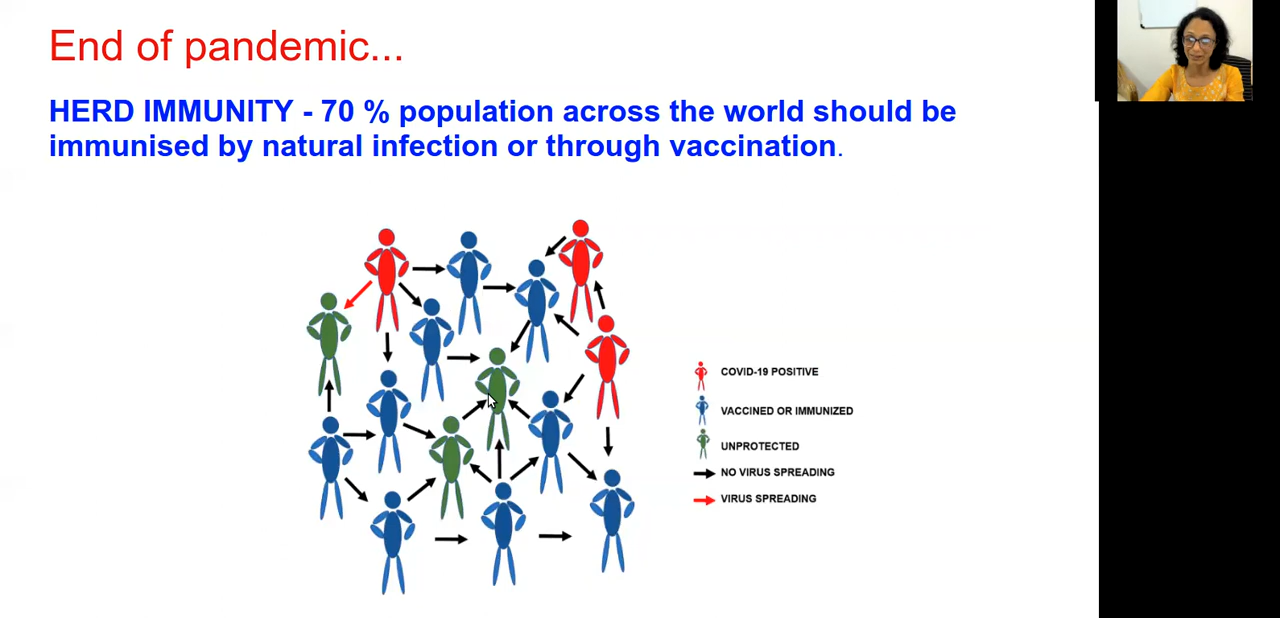 End of pandemic...
HERD IMMUNITY - 70 % population across the world should be
immunised by natural infection or through vaccination.
COVID-19 POSITIVE
VACCINED OR IMMUNIZED
UNPROTECTED
NO VIRUS SPREADING
VIRUS SPREADING